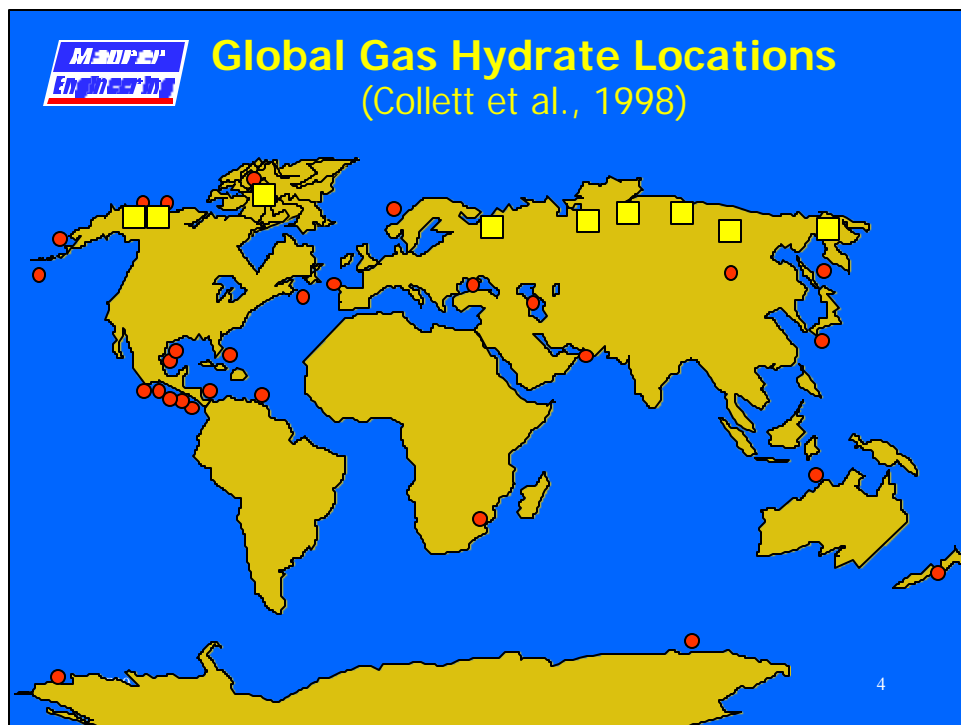 Maurer
Engineering
Global Gas Hydrate Locations
(Collett et al., 1998)
4